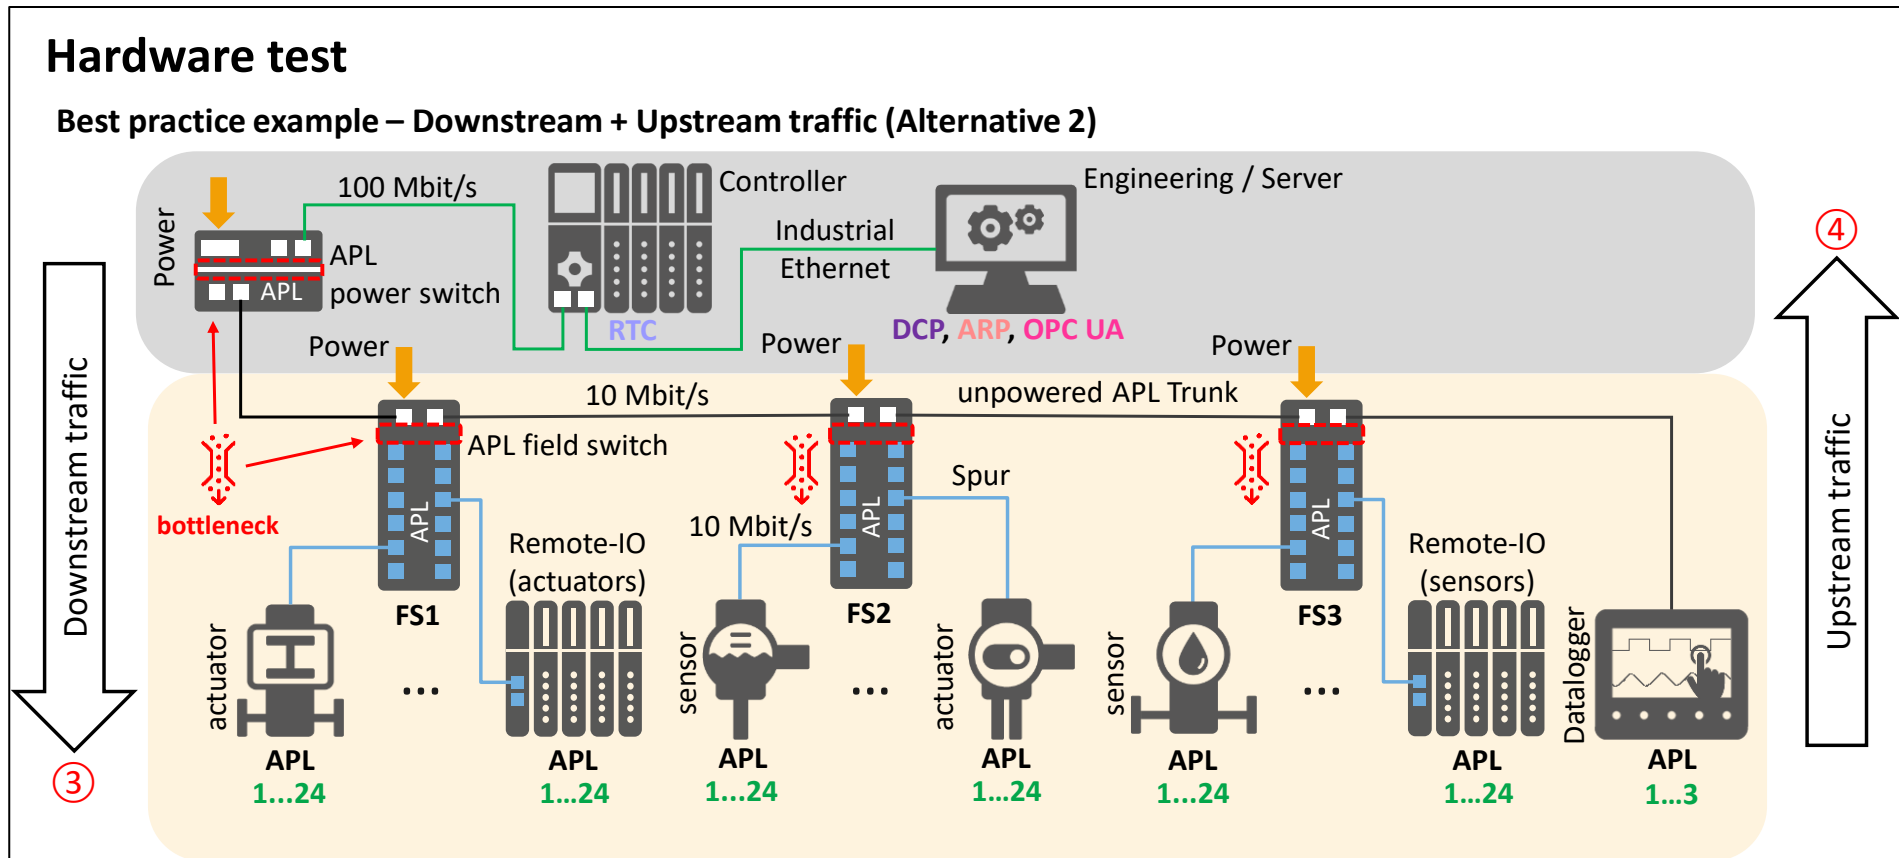 Hardware test
Best practice example – Downstream + Upstream traffic (Alternative 2)
Power
100 Mbit/s
Controller
Engineering / Server
Industrial
Ethernet
APL
power switch
APL
RTC
DCP, ARP, OPC UA
Power
Power
Power
10 Mbit/s
unpowered APL Trunk
APL field switch
bottleneck
APL
APL
APL
Spur
10 Mbit/s
Remote-IO
(actuators)
Remote-IO
(sensors)
FS1
FS2
FS3
actuator
sensor
actuator
sensor
Datalogger
...
...
...
APL
1...24
APL
1...24
APL
1...24
APL
1...24
APL
1...24
APL
1...24
APL
1...3
Downstream traffic
③
Upstream traffic
④